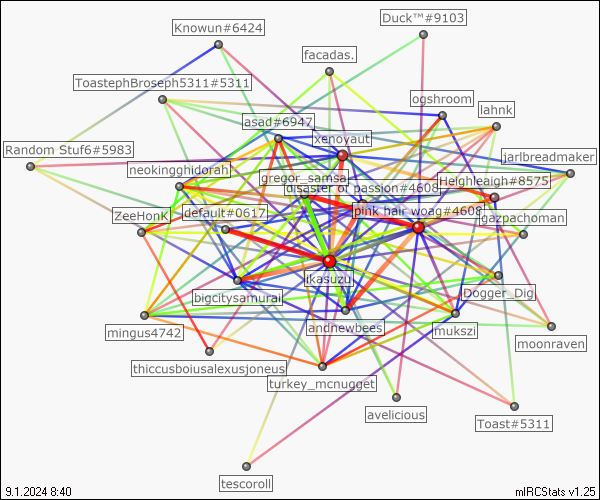 Duck™#9103
Knowun#6424
facadas.
ToastephBroseph5311#5311
ogshroom
lahnk
asad#6947
xenoyaut
Random Stuf6#5983
jarlbreadmaker
neokingghidorah
gregor_samsa
Heighleaigh#8575
disaster of passion#4608
ZeeHonK
default#0617
pink hair woag#4608
gazpachoman
ikasuzu
Dogger_Dig
bigcitysamurai
andnewbees
mukszi
mingus4742
moonraven
thiccusboiusalexusjoneus
turkey_mcnugget
avelicious
Toast#5311
tescoroll
9.1.2024 8:40
mIRCStats v1.25